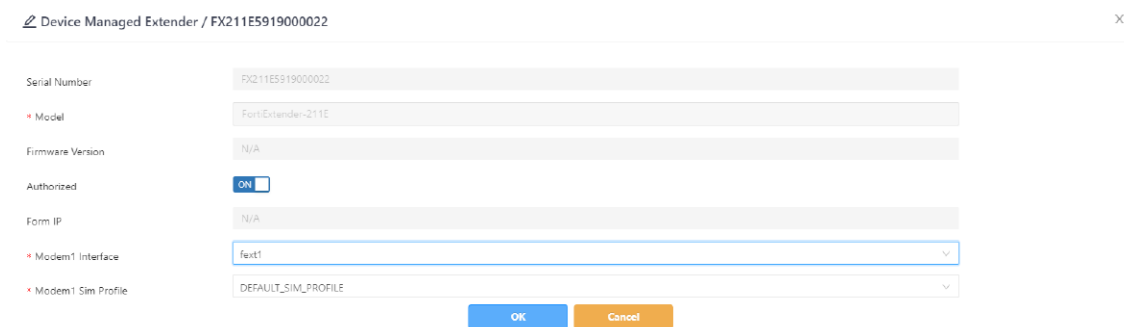 Device Managed Extender / FX211E5919000022 X
Serial Number FX211E5919000022
* Model FortiExtender-211E
Firmware Version N/A
Authorized ON
Form IP N/A
* Modem1 Interface fext1
* Modem1 Sim Profile DEFAULT_SIM_PROFILE
OK Cancel